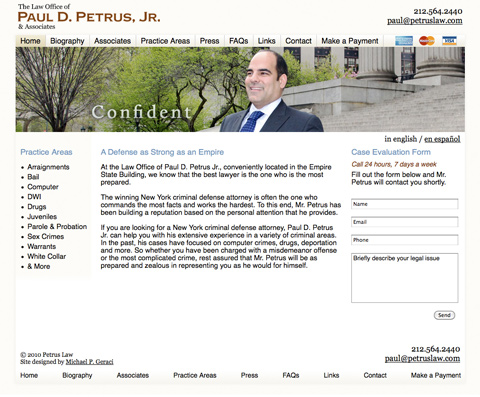 The Law Office of
PAUL D. PETRUS, JR.
& Associates
212.564.2440
paul@petruslaw.com
Home Biography Associates Practice Areas Press FAQs Links Contact Make a Payment
VISA
Confident
in english / en español
Practice Areas
Arraignments
Bail
Computer
DWI
Drugs
Juveniles
Parole & Probation
Sex Crimes
Warrants
White Collar
& More
A Defense as Strong as an Empire
At the Law Office of Paul D. Petrus Jr., conveniently located in the Empire
State Building, we know that the best lawyer is the one who is the most
prepared.
The winning New York criminal defense attorney is often the one who
commands the most facts and works the hardest. To this end, Mr. Petrus has
been building a reputation based on the personal attention that he provides.
If you are looking for a New York criminal defense attorney, Paul D. Petrus
Jr. can help you with his extensive experience in a variety of criminal areas.
In the past, his cases have focused on computer crimes, drugs, deportation
and more. So whether you have been charged with a misdemeanor offense
or the most complicated crime, rest assured that Mr. Petrus will be as
prepared and zealous in representing you as he would for himself.
Case Evaluation Form
Call 24 hours, 7 days a week
Fill out the form below and Mr.
Petrus will contact you shortly.
Name
Email
Phone
Briefly describe your legal issue
Send
© 2010 Petrus Law
Site designed by Michael P. Geraci
212.564.2440
paul@petruslaw.com
Home Biography Associates Practice Areas Press FAQs Links Contact Make a Payment